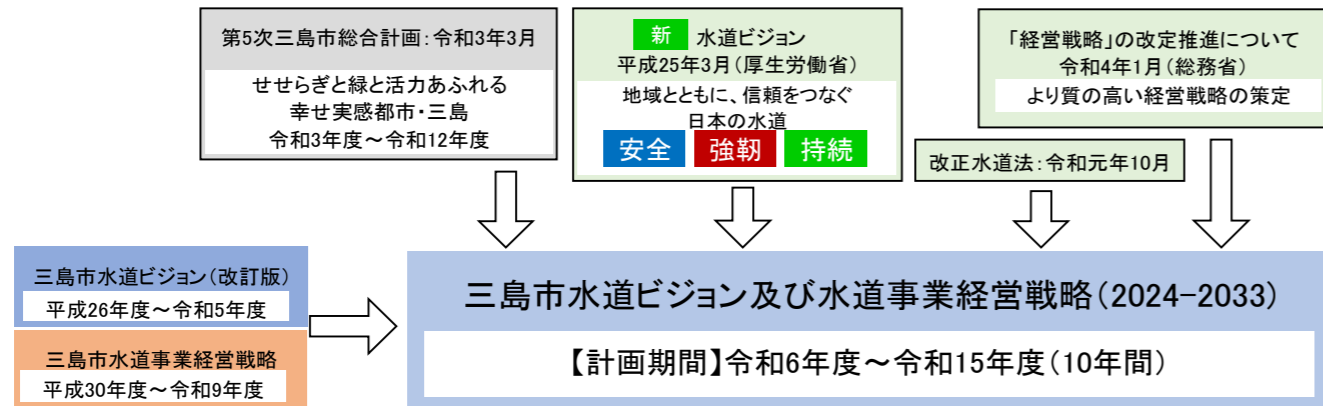 第5次三島市総合計画：令和3年3月
せせらぎと緑と活力あふれる
幸せ実感都市・三島
令和3年度～令和12年度
新 水道ビジョン
平成25年3月（厚生労働省）
地域とともに、信頼をつなぐ
日本の水道
安全 強靭 持続
「経営戦略」の改定推進について
令和4年1月（総務省）
より質の高い経営戦略の策定
改正水道法：令和元年10月
三島市水道ビジョン（改訂版）
平成26年度～令和5年度
三島市水道事業経営戦略
平成30年度～令和9年度
三島市水道ビジョン及び水道事業経営戦略（2024-2033）
【計画期間】令和6年度～令和15年度（10年間）